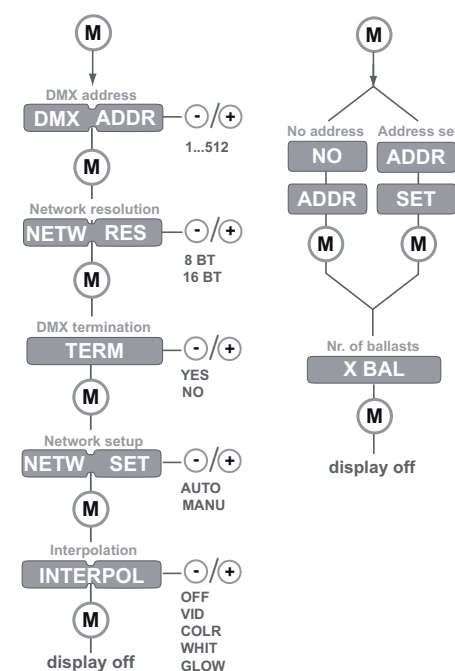 M
DMX address
DMX ADDR
- / +
1...512
M
Network resolution
NETW RES
- / +
8 BT
16 BT
M
DMX termination
TERM
- / +
YES
NO
M
Network setup
NETW SET
- / +
AUTO
MANU
M
Interpolation
INTERPOL
- / +
OFF
VID
COLR
WHIT
GLOW
M
display off
M
No address
NO
ADDR
M
Address set
ADDR
SET
M
Nr. of ballasts
X BAL
M
display off